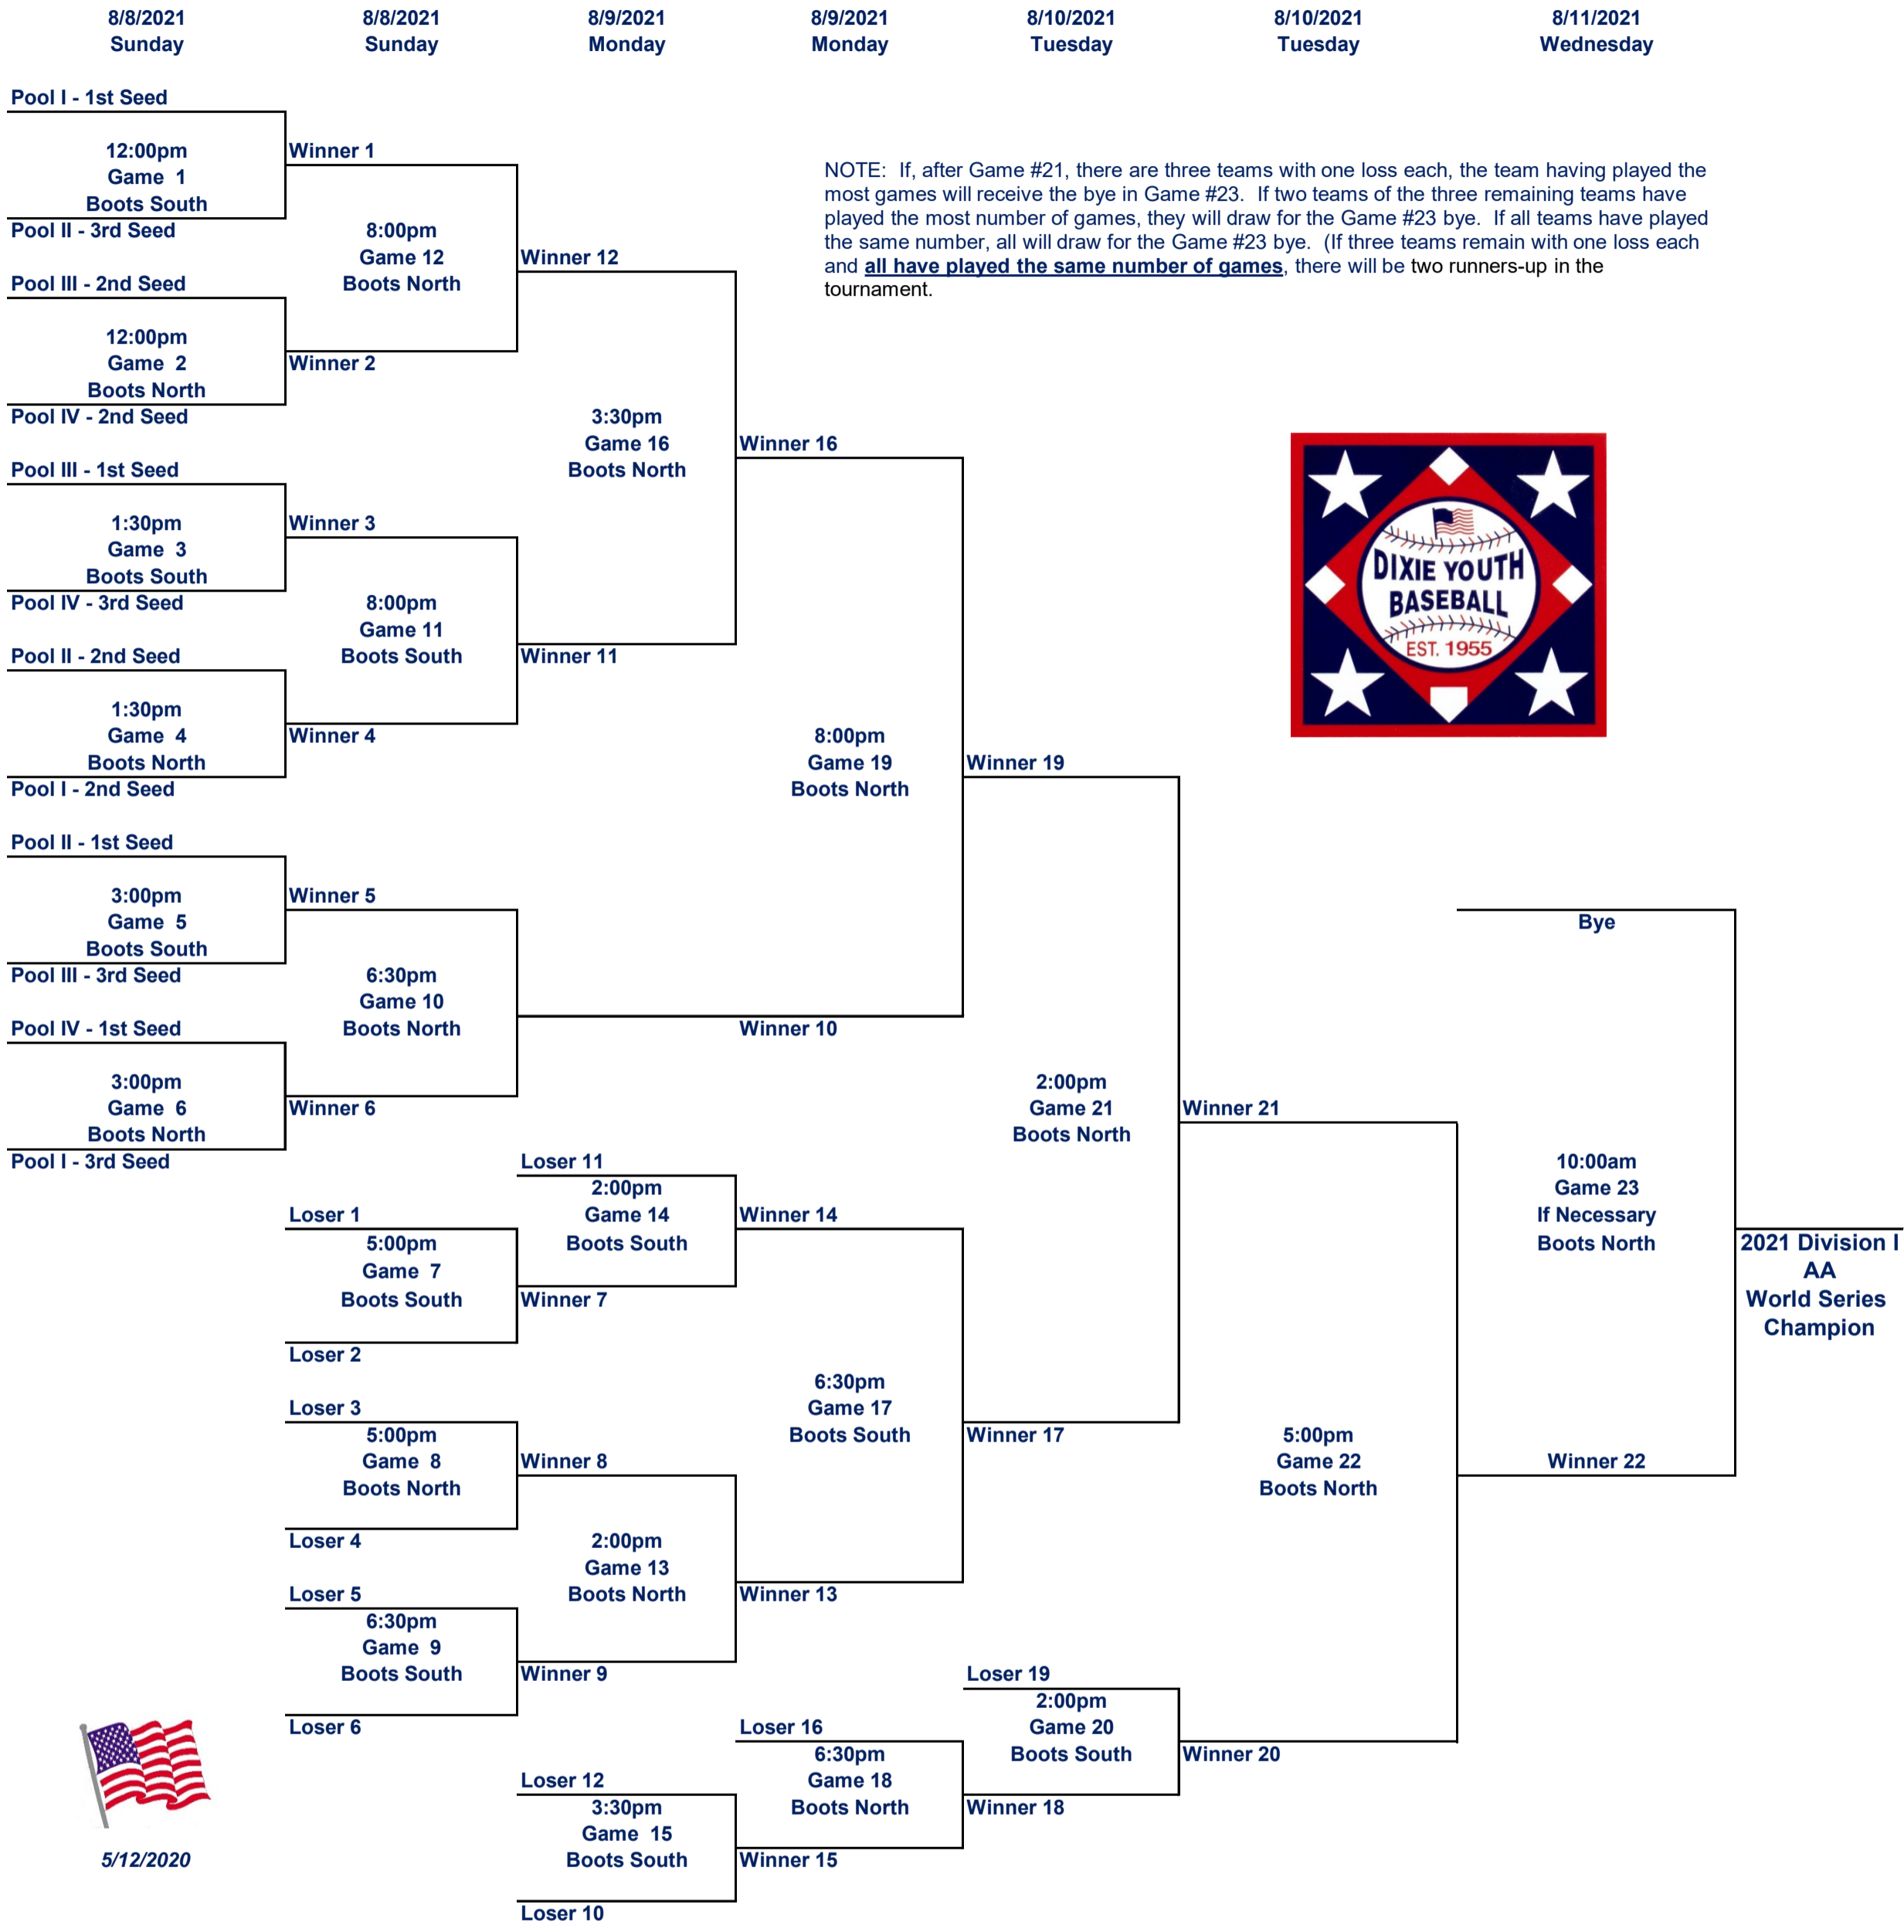 8/8/2021
Sunday
8/8/2021
Sunday
8/9/2021
Monday
8/9/2021
Monday
8/10/2021
Tuesday
8/10/2021
Tuesday
8/11/2021
Wednesday
Pool I - 1st Seed
12:00pm
Game 1
Boots South
Pool II - 3rd Seed
Pool III - 2nd Seed
12:00pm
Game 2
Boots North
Pool IV - 2nd Seed
Pool III - 1st Seed
1:30pm
Game 3
Boots South
Pool IV - 3rd Seed
Pool II - 2nd Seed
1:30pm
Game 4
Boots North
Pool I - 2nd Seed
Pool II - 1st Seed
3:00pm
Game 5
Boots South
Pool III - 3rd Seed
Pool IV - 1st Seed
3:00pm
Game 6
Boots North
Pool I - 3rd Seed
Winner 1
8:00pm
Game 12
Boots North
Winner 2
Winner 3
8:00pm
Game 11
Boots South
Winner 4
Winner 5
6:30pm
Game 10
Boots North
Winner 6
Loser 1
5:00pm
Game 7
Boots South
Loser 2
Loser 3
5:00pm
Game 8
Boots North
Loser 4
Loser 5
6:30pm
Game 9
Boots South
Loser 6
Winner 12
3:30pm
Game 16
Boots North
Winner 11
Loser 11
2:00pm
Game 14
Boots South
Winner 7
Winner 8
2:00pm
Game 13
Boots North
Winner 9
Loser 12
3:30pm
Game 15
Boots South
Loser 10
NOTE: If, after Game #21, there are three teams with one loss each, the team having played the
most games will receive the bye in Game #23. If two teams of the three remaining teams have
played the most number of games, they will draw for the Game #23 bye. If all teams have played
the same number, all will draw for the Game #23 bye. (If three teams remain with one loss each
and all have played the same number of games, there will be two runners-up in the
tournament.
Winner 16
8:00pm
Game 19
Boots North
Winner 10
Winner 14
6:30pm
Game 17
Boots South
Winner 13
Loser 16
6:30pm
Game 18
Boots North
Winner 15
Winner 19
2:00pm
Game 21
Boots North
Winner 17
Loser 19
2:00pm
Game 20
Boots South
Winner 18
Winner 21
5:00pm
Game 22
Boots North
Winner 20
DIXIE YOUTH
BASEBALL
EST. 1955
Bye
10:00am
Game 23
If Necessary
Boots North
Winner 22
2021 Division I
AA
World Series
Champion
5/12/2020